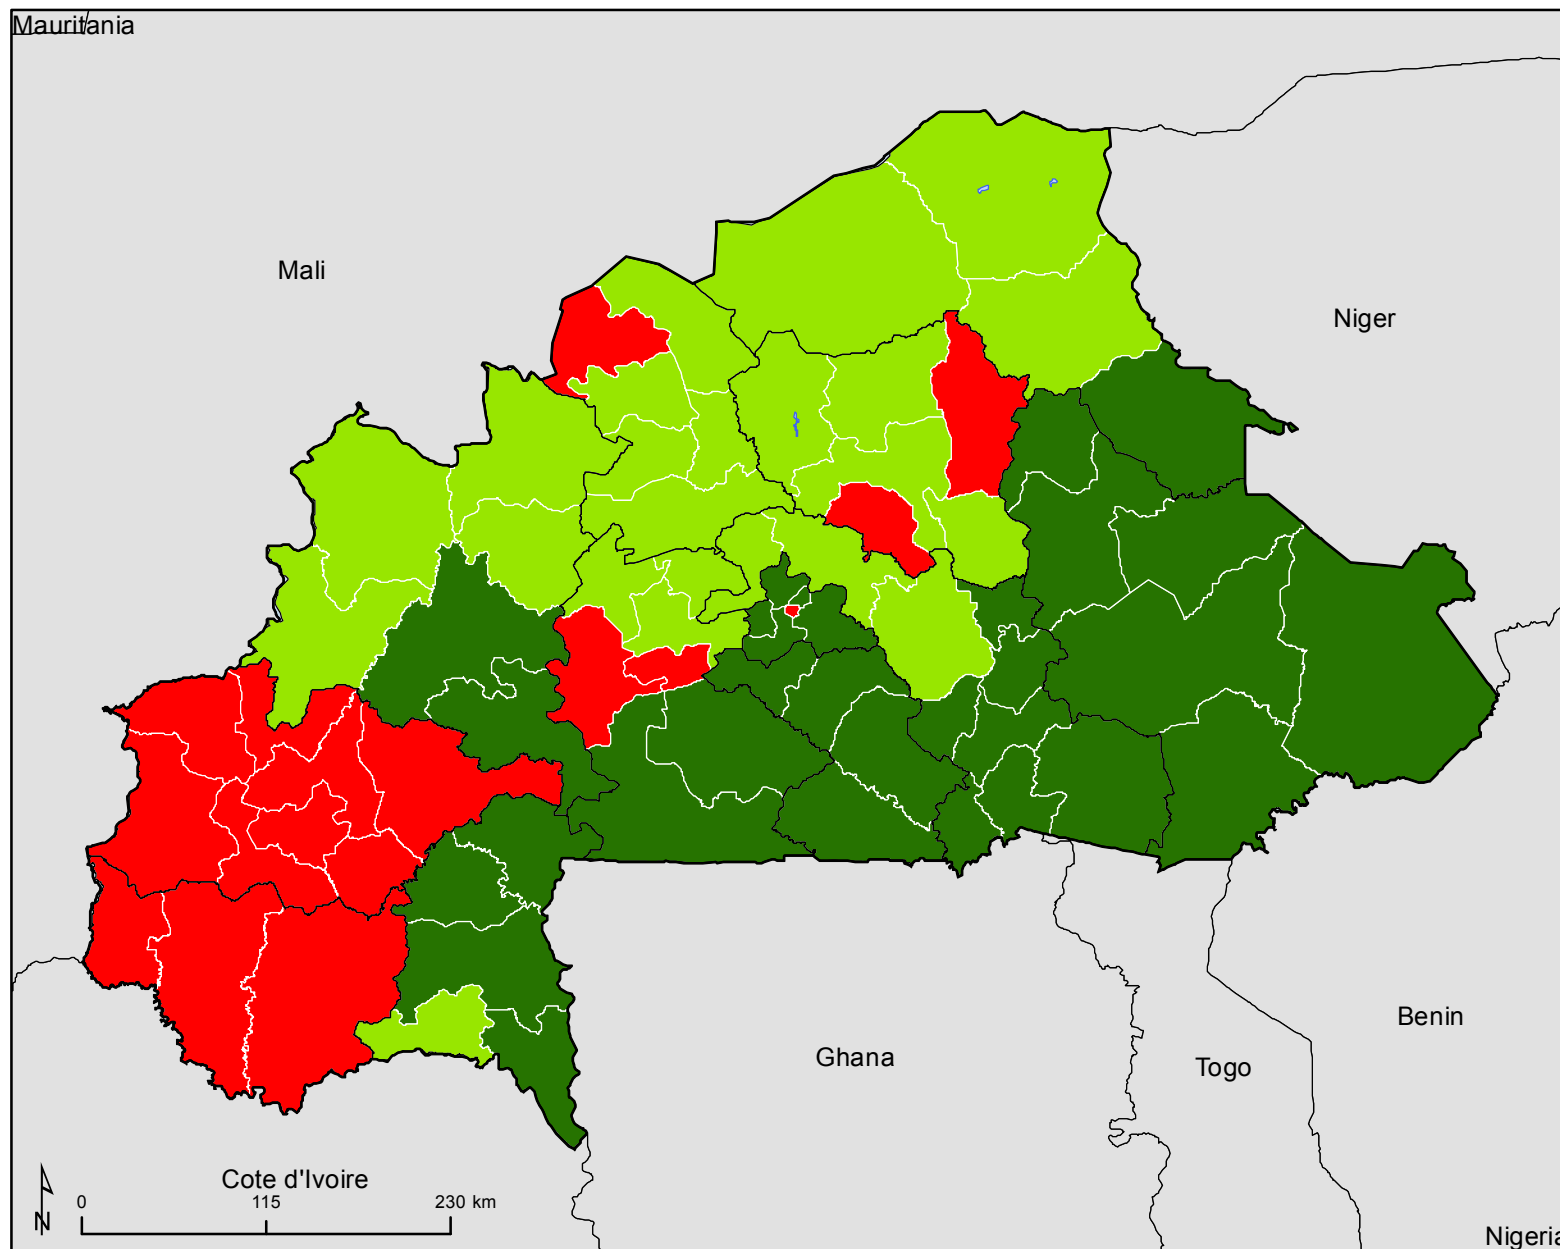 Mauritania
Mali
Niger
Benin
Ghana
Togo
Cote d'Ivoire
0 115 230 km
N
Nigeria